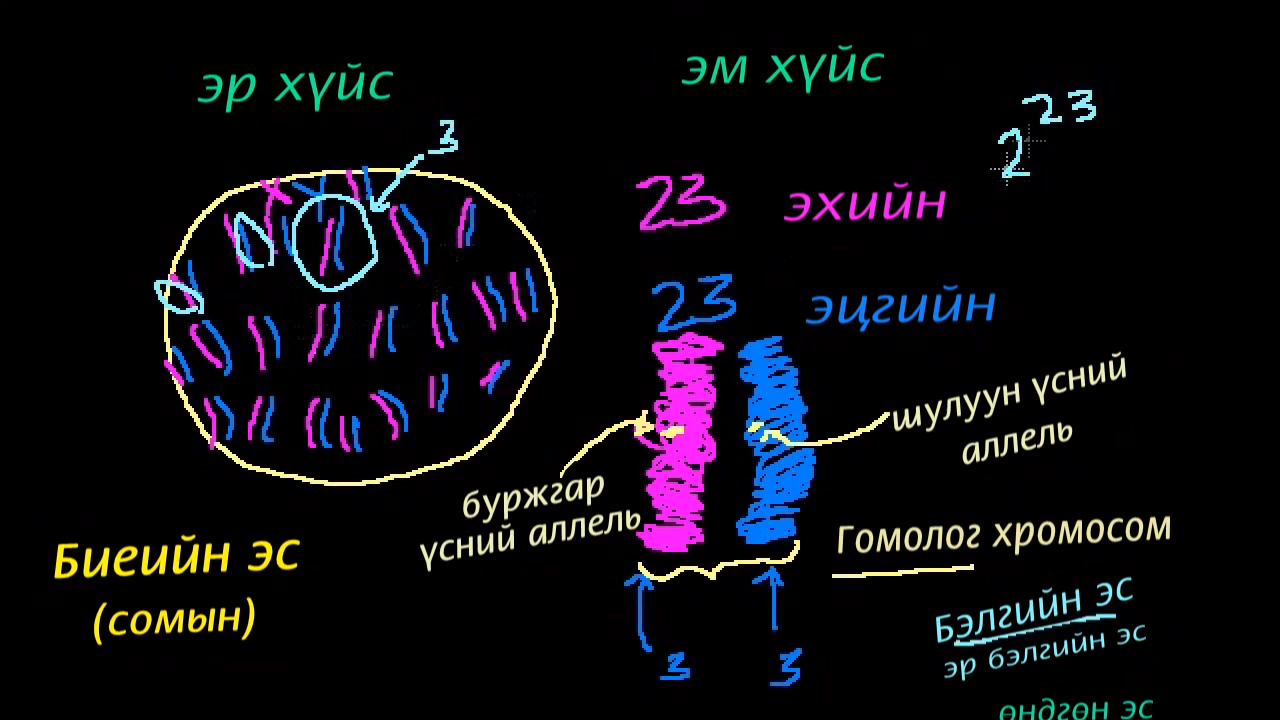 эр хүйс
эм хүйс
2²³
3
23 эхийн
23 эцгийн
шулуун үсний
аллель
буржгар
үсний аллель
Гомолог хромосом
Биеийн эс
(сомын)
Бэлгийн эс
эр бэлгийн эс
3 3
өндгөн эс